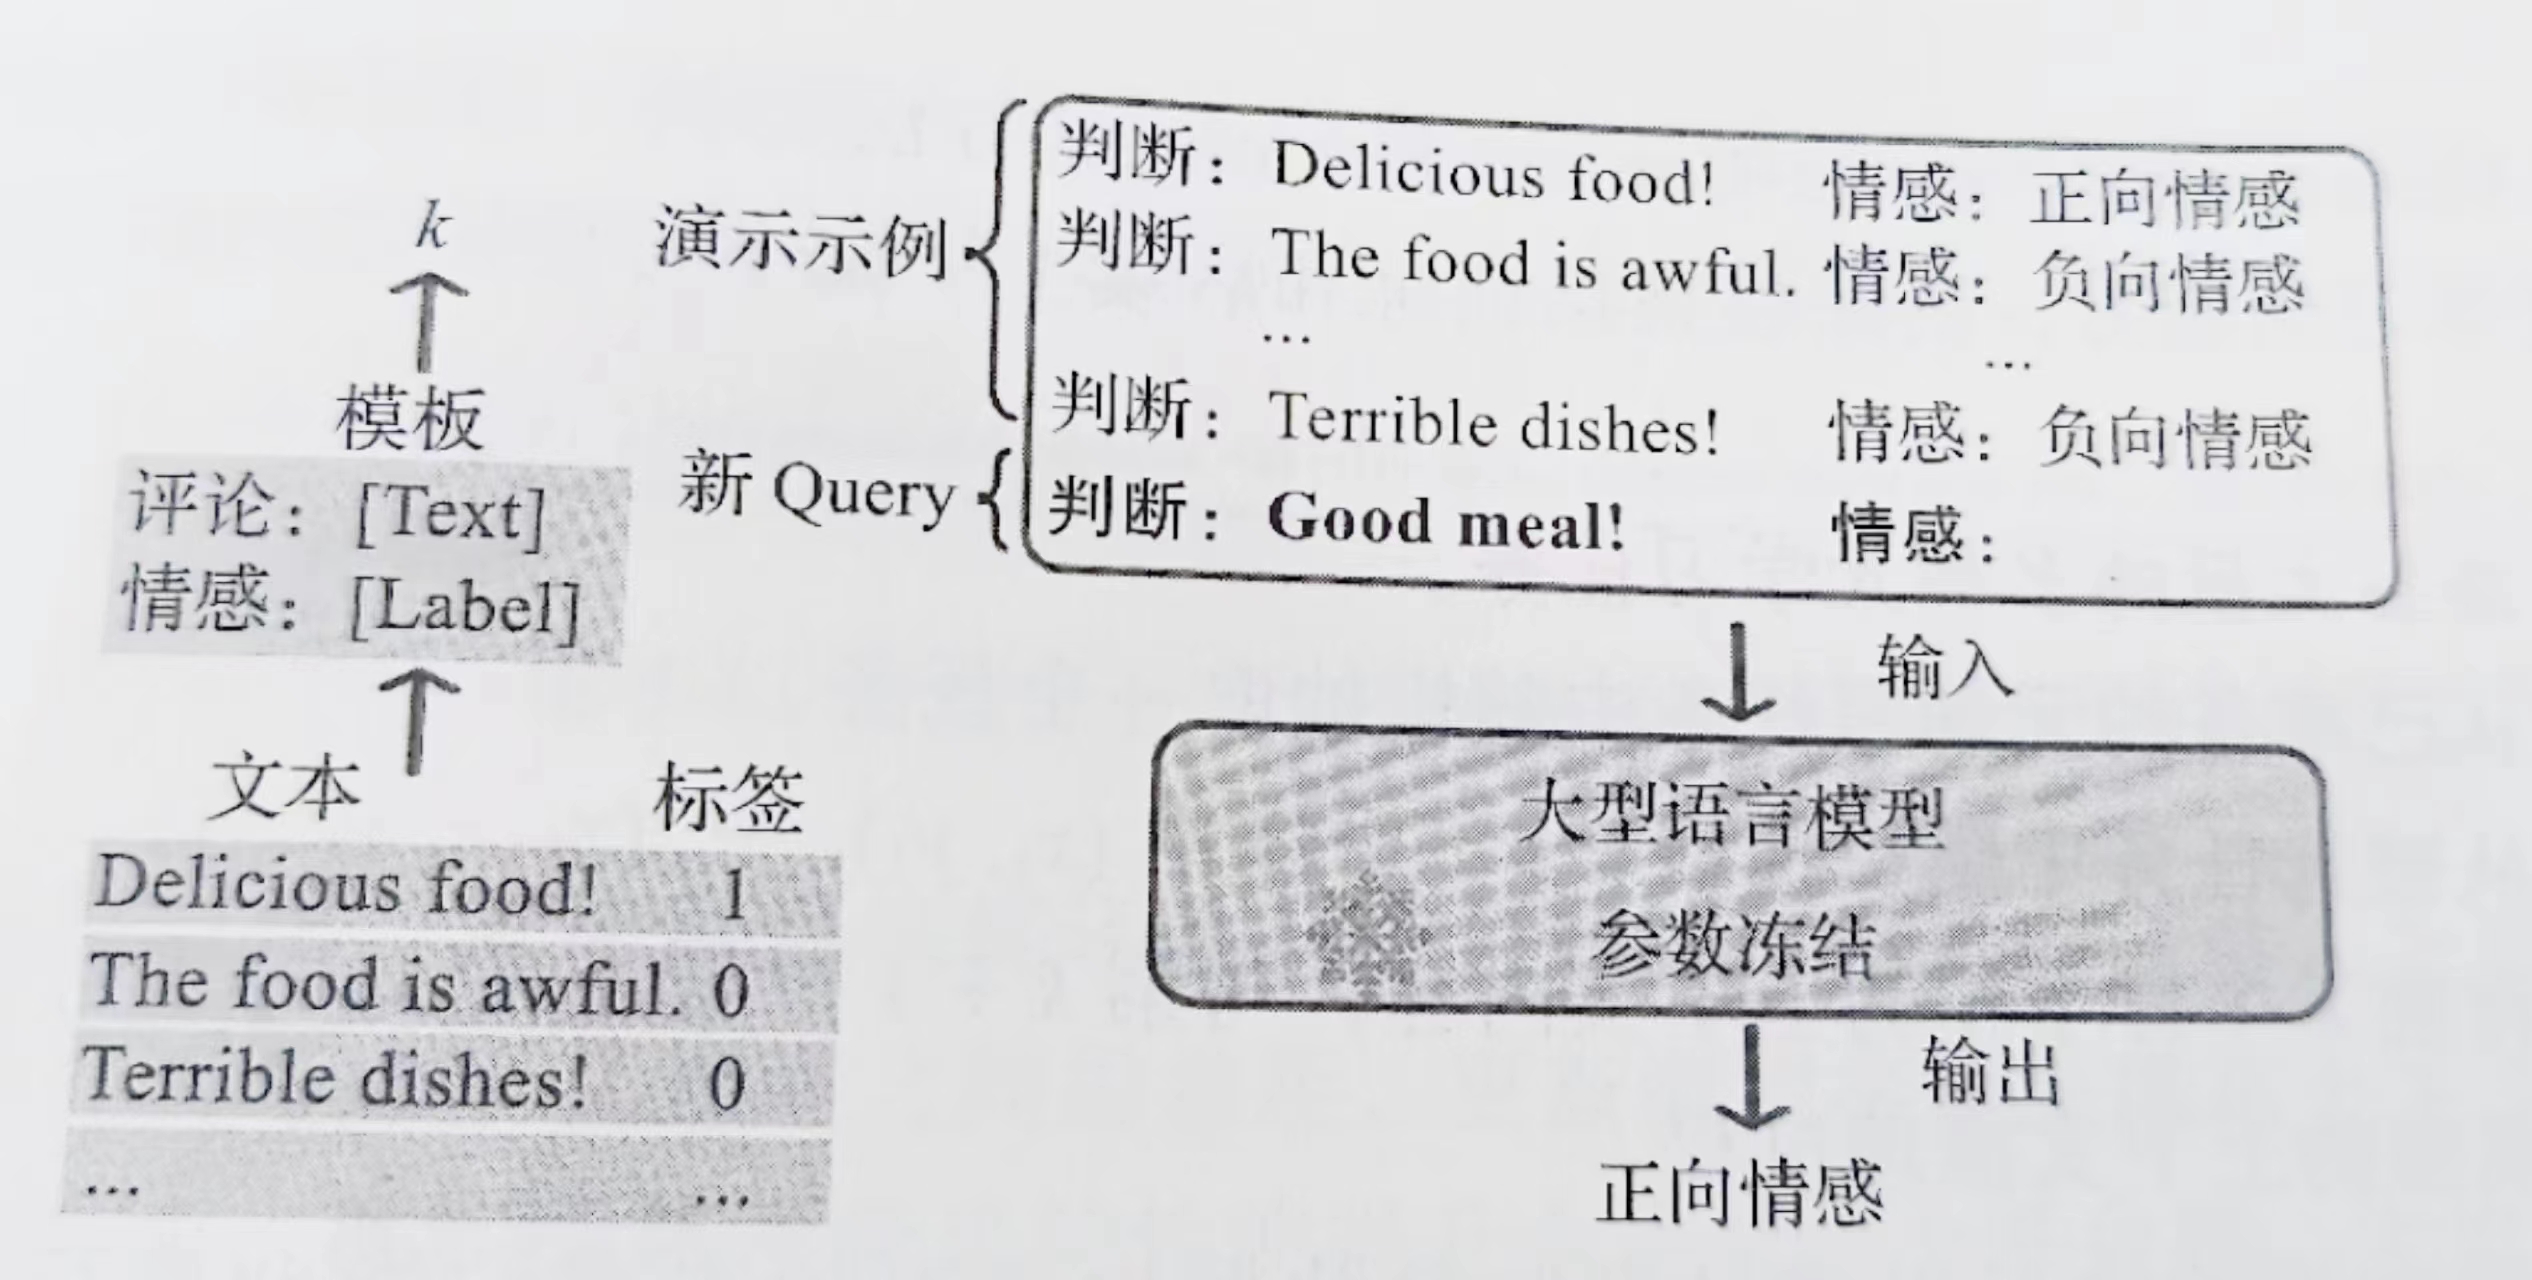 k
模板
评论：[Text]
情感：[Label]
文本 标签
Delicious food! 1
The food is awful. 0
Terrible dishes! 0
... ...
演示示例
新 Query
判断：Delicious food! 情感：正向情感
判断：The food is awful. 情感：负向情感
... ...
判断：Terrible dishes! 情感：负向情感
判断：Good meal! 情感：
输入
大型语言模型
参数冻结
输出
正向情感